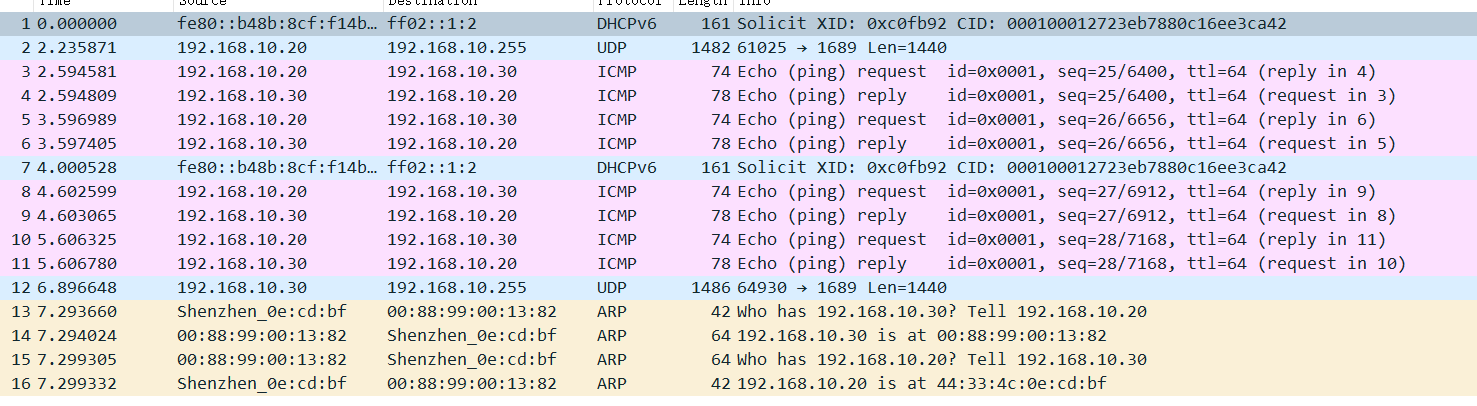 Time Source Destination Protocol Length Info
1 0.000000 fe80::b48b:8cf:f14b… ff02::1:2 DHCPv6 161 Solicit XID: 0xc0fb92 CID: 000100012723eb7880c16ee3ca42
2 2.235871 192.168.10.20 192.168.10.255 UDP 1482 61025 → 1689 Len=1440
3 2.594581 192.168.10.20 192.168.10.30 ICMP 74 Echo (ping) request id=0x0001, seq=25/6400, ttl=64 (reply in 4)
4 2.594809 192.168.10.30 192.168.10.20 ICMP 78 Echo (ping) reply id=0x0001, seq=25/6400, ttl=64 (request in 3)
5 3.596989 192.168.10.20 192.168.10.30 ICMP 74 Echo (ping) request id=0x0001, seq=26/6656, ttl=64 (reply in 6)
6 3.597405 192.168.10.30 192.168.10.20 ICMP 78 Echo (ping) reply id=0x0001, seq=26/6656, ttl=64 (request in 5)
7 4.000528 fe80::b48b:8cf:f14b… ff02::1:2 DHCPv6 161 Solicit XID: 0xc0fb92 CID: 000100012723eb7880c16ee3ca42
8 4.602599 192.168.10.20 192.168.10.30 ICMP 74 Echo (ping) request id=0x0001, seq=27/6912, ttl=64 (reply in 9)
9 4.603065 192.168.10.30 192.168.10.20 ICMP 78 Echo (ping) reply id=0x0001, seq=27/6912, ttl=64 (request in 8)
10 5.606325 192.168.10.20 192.168.10.30 ICMP 74 Echo (ping) request id=0x0001, seq=28/7168, ttl=64 (reply in 11)
11 5.606780 192.168.10.30 192.168.10.20 ICMP 78 Echo (ping) reply id=0x0001, seq=28/7168, ttl=64 (request in 10)
12 6.896648 192.168.10.30 192.168.10.255 UDP 1486 64930 → 1689 Len=1440
13 7.293660 Shenzhen_0e:cd:bf 00:88:99:00:13:82 ARP 42 Who has 192.168.10.30? Tell 192.168.10.20
14 7.294024 00:88:99:00:13:82 Shenzhen_0e:cd:bf ARP 64 192.168.10.30 is at 00:88:99:00:13:82
15 7.299305 00:88:99:00:13:82 Shenzhen_0e:cd:bf ARP 64 Who has 192.168.10.20? Tell 192.168.10.30
16 7.299332 Shenzhen_0e:cd:bf 00:88:99:00:13:82 ARP 42 192.168.10.20 is at 44:33:4c:0e:cd:bf